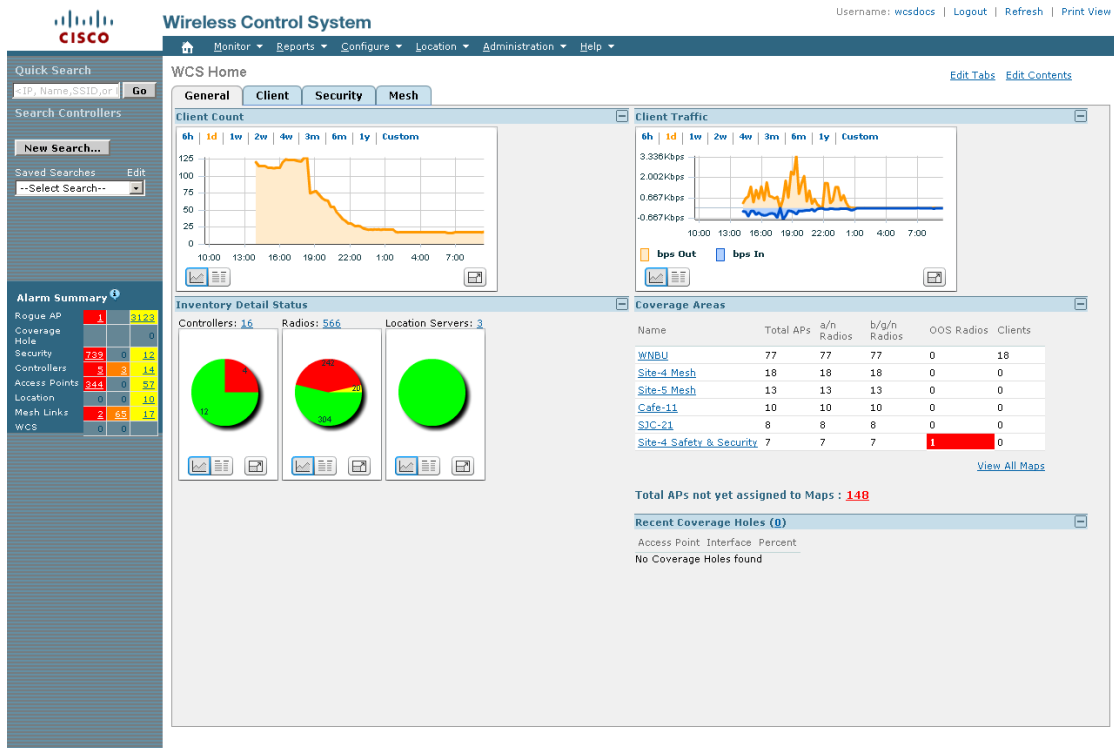 Username: wcsdocs | Logout | Refresh | Print View
CISCO
Wireless Control System
Monitor Reports Configure Location Administration Help
Quick Search
<IP, Name,SSID,or Go
Search Controllers
New Search...
Saved Searches Edit
--Select Search--
Alarm Summary
Rogue AP 1 3123
Coverage Hole 0
Security 739 0 12
Controllers 5 3 14
Access Points 344 0 57
Location 0 10
Mesh Links 2 65 17
WCS 0 0
WCS Home
Edit Tabs Edit Contents
General Client Security Mesh
Client Count
6h | 1d | 1w | 2w | 4w | 3m | 6m | 1y | Custom
125
100
75
50
25
0
10:00 13:00 16:00 19:00 22:00 1:00 4:00 7:00
Client Traffic
6h | 1d | 1w | 2w | 4w | 3m | 6m | 1y | Custom
3.336Kbps
2.002Kbps
0.667Kbps
-0.667Kbps
10:00 13:00 16:00 19:00 22:00 1:00 4:00 7:00
bps Out bps In
Inventory Detail Status
Controllers: 16 Radios: 566 Location Servers: 3
4
12
242
20
304
Coverage Areas
Name Total APs a/n Radios b/g/n Radios OOS Radios Clients
WNBU 77 77 77 0 18
Site-4 Mesh 18 18 18 0 0
Site-5 Mesh 13 13 13 0 0
Cafe-11 10 10 10 0 0
SJC-21 8 8 8 0 0
Site-4 Safety & Security 7 7 7 1 0
View All Maps
Total APs not yet assigned to Maps : 148
Recent Coverage Holes (0)
Access Point Interface Percent
No Coverage Holes found